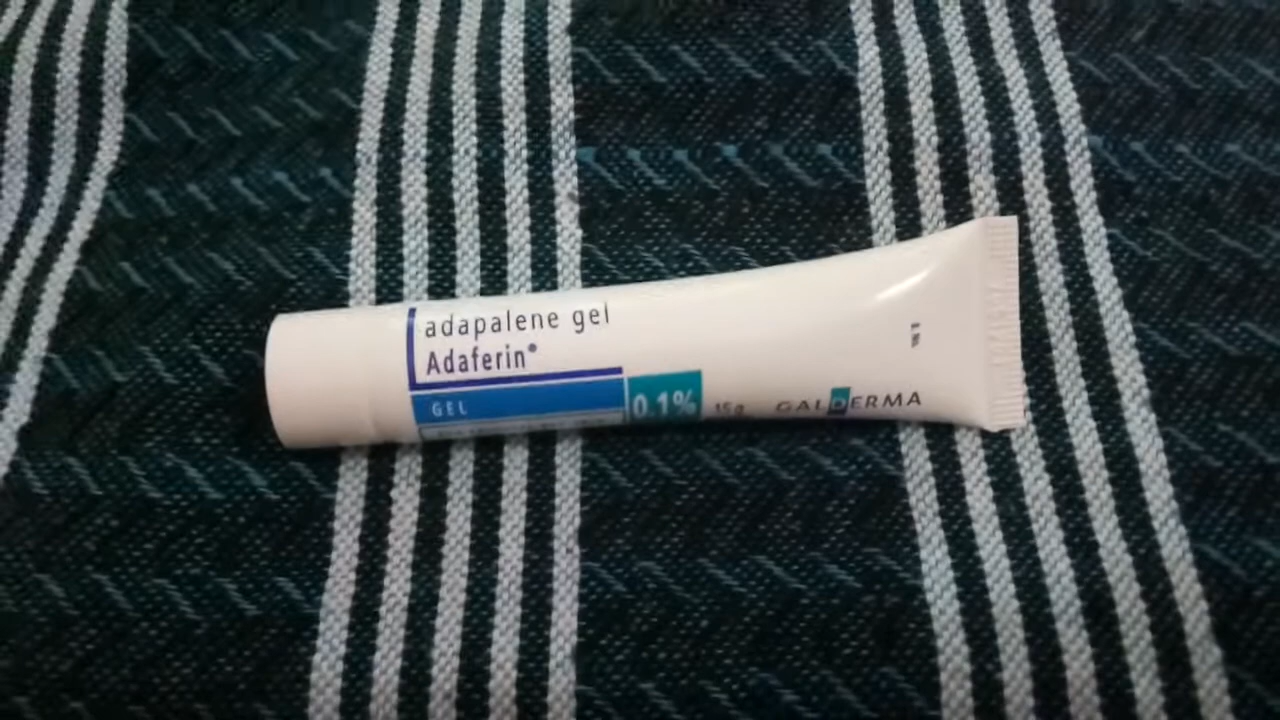 adapalene gel
Adaferin®
GEL
0.1%
15g
GALDERMA